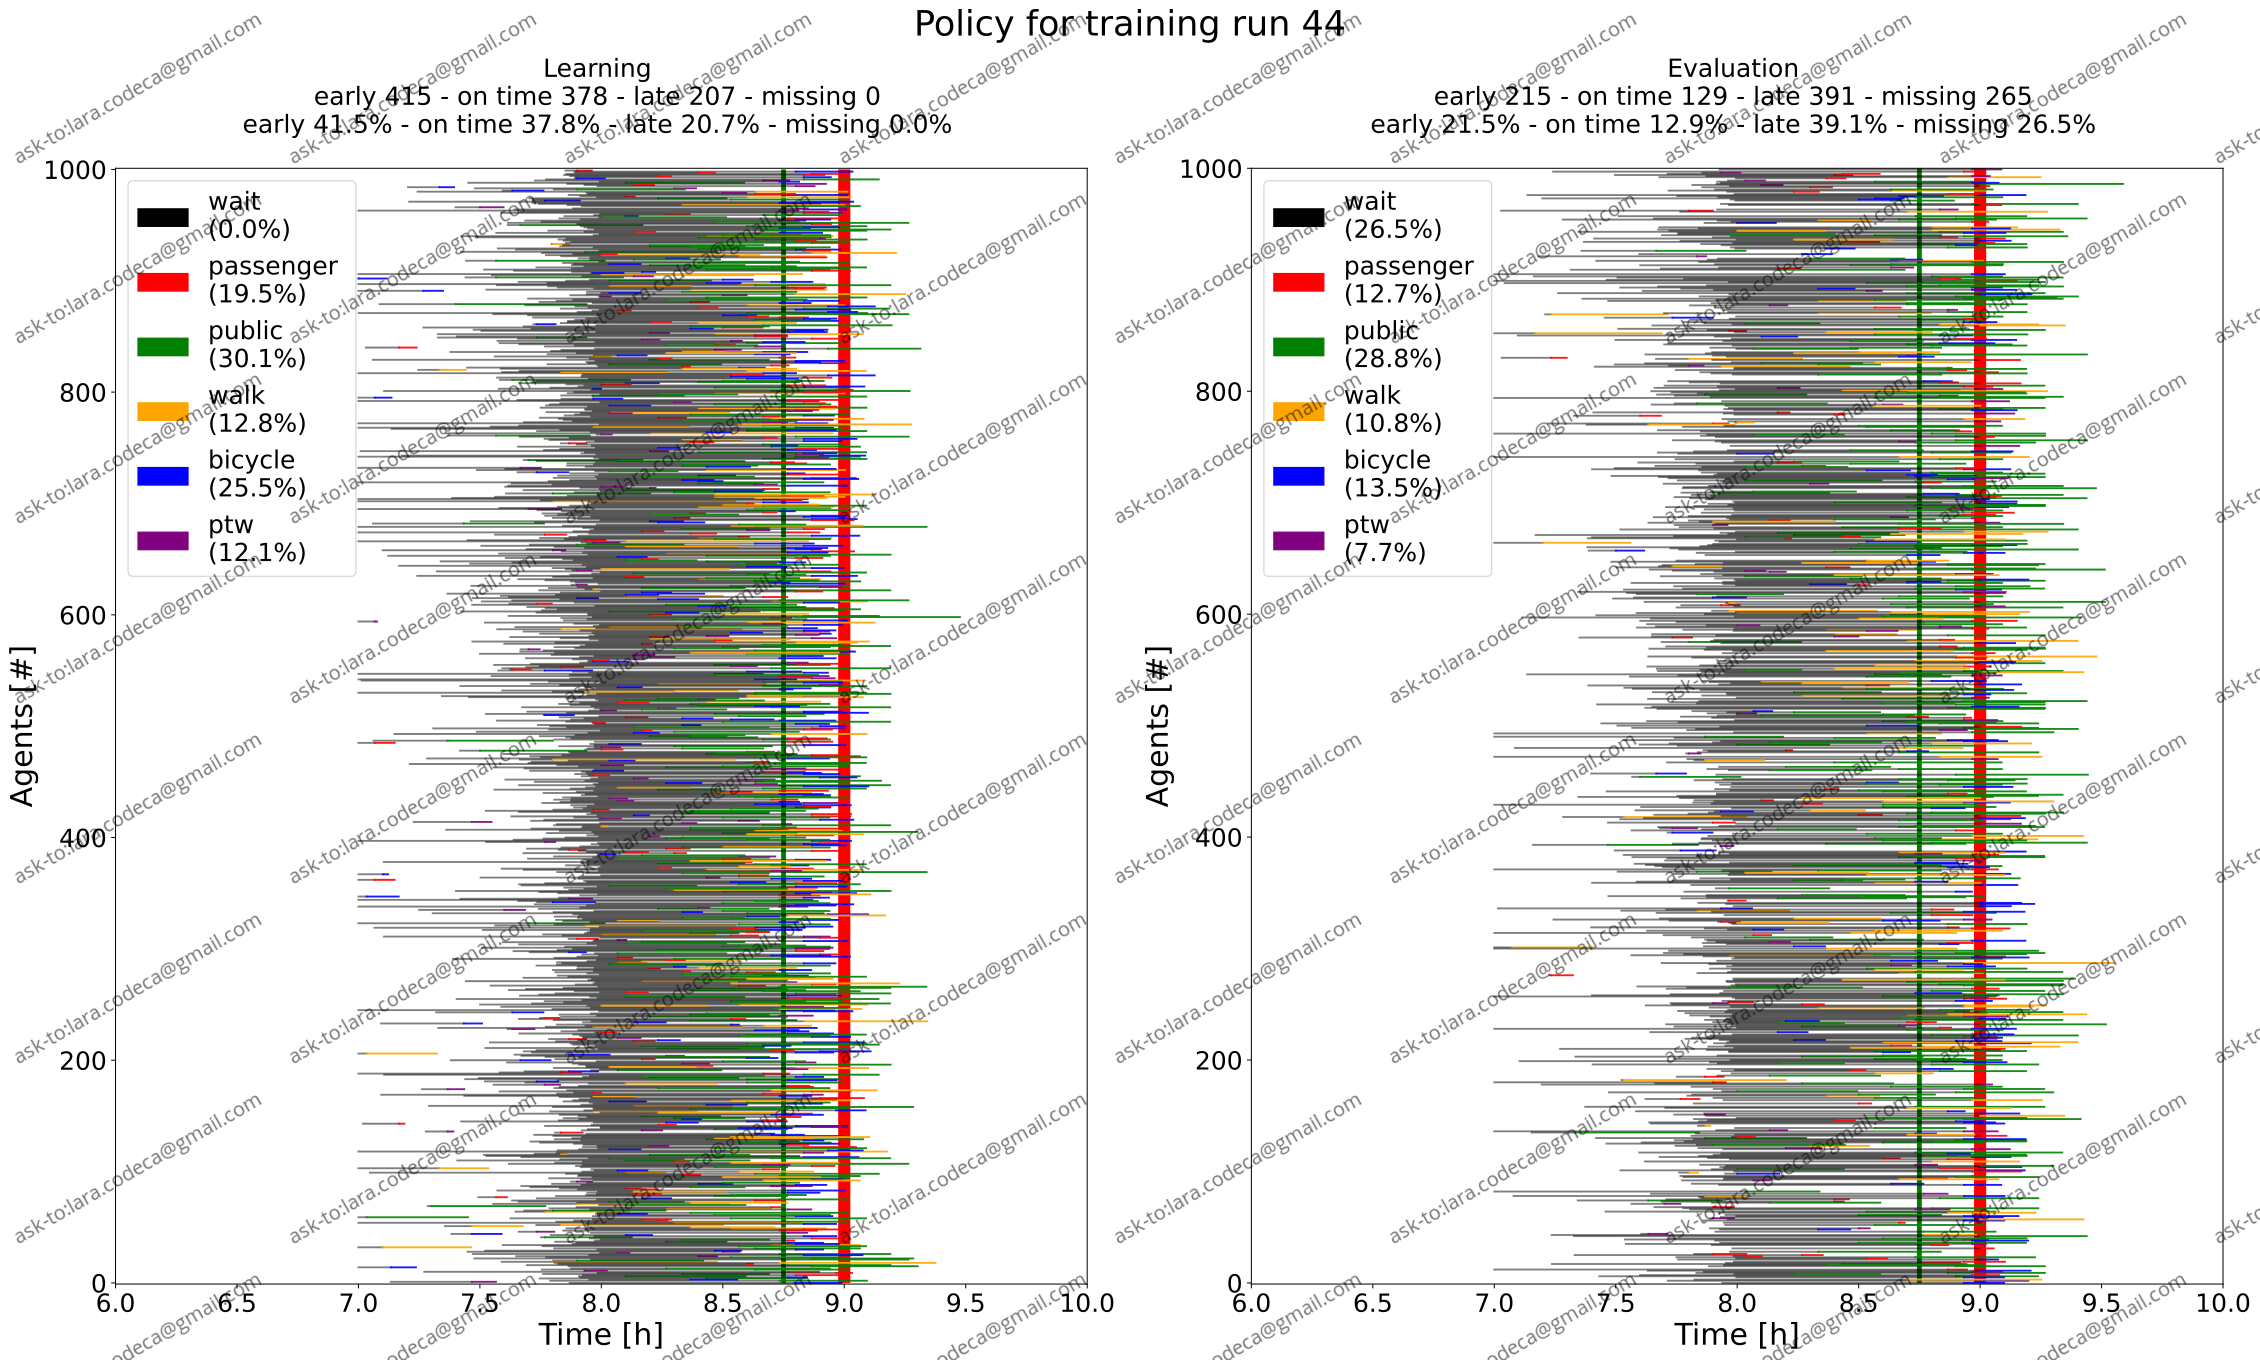 Policy for training run 44
Learning
early 415 - on time 378 - late 207 - missing 0
early 41.5% - on time 37.8% - late 20.7% - missing 0.0%
1000
800
600
400
200
0
Agents [#]
wait
(0.0%)
passenger
(19.5%)
public
(30.1%)
walk
(12.8%)
bicycle
(25.5%)
ptw
(12.1%)
6.0 6.5 7.0 7.5 8.0 8.5 9.0 9.5 10.0
Time [h]
Evaluation
early 215 - on time 129 - late 391 - missing 265
early 21.5% - on time 12.9% - late 39.1% - missing 26.5%
1000
800
600
400
200
0
Agents [#]
wait
(26.5%)
passenger
(12.7%)
public
(28.8%)
walk
(10.8%)
bicycle
(13.5%)
ptw
(7.7%)
6.0 6.5 7.0 7.5 8.0 8.5 9.0 9.5 10.0
Time [h]
ask-to:lara.codeca@gmail.com